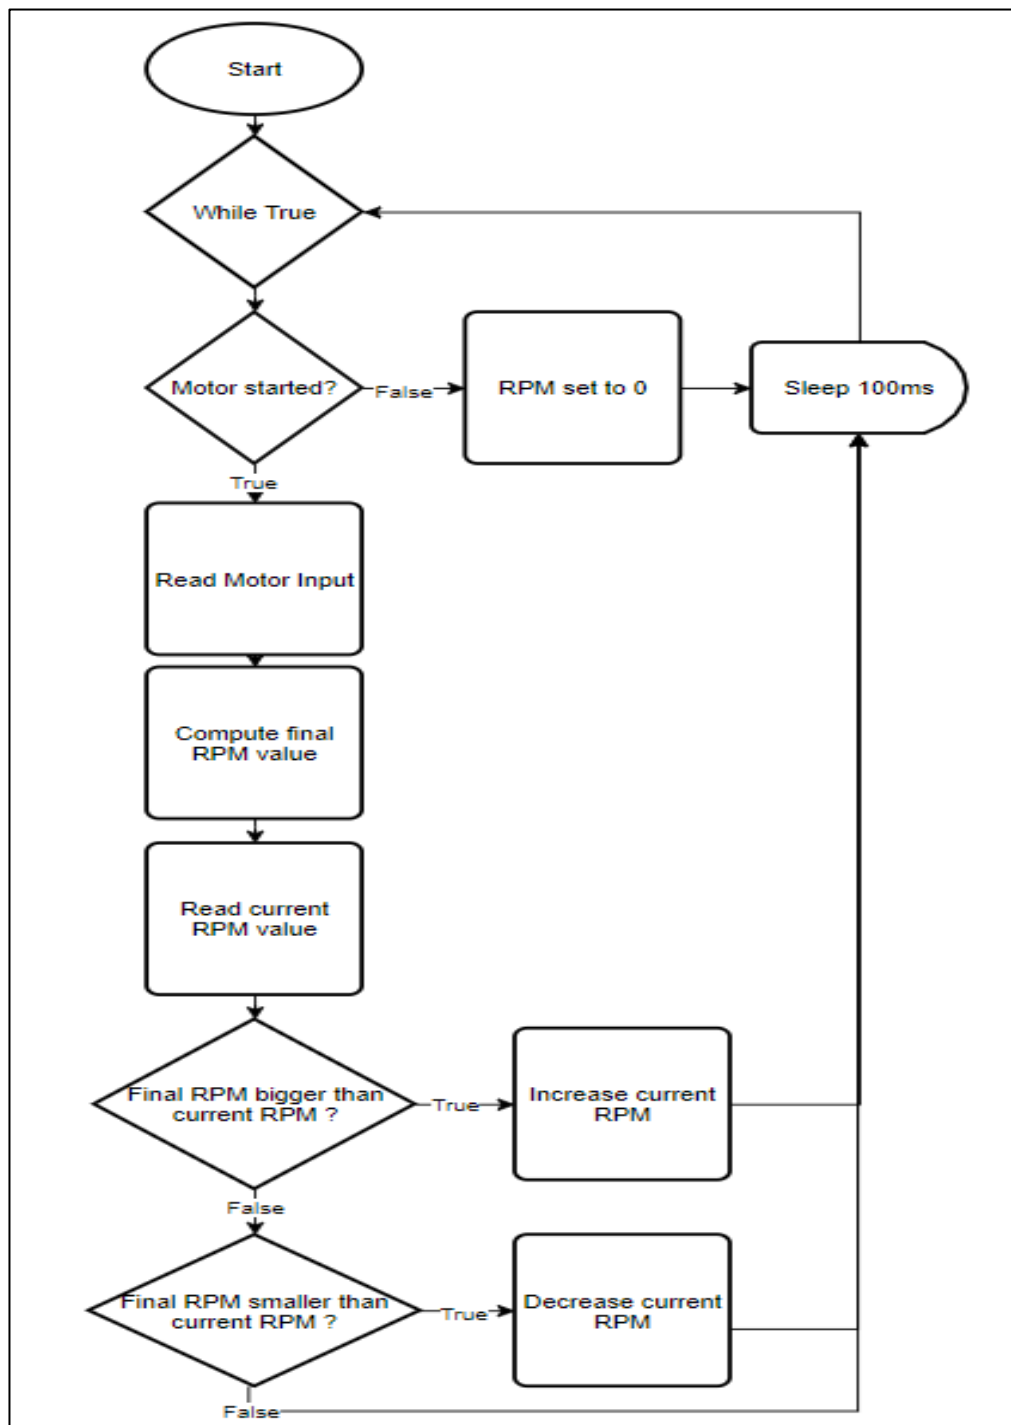 Start
While True
Motor started?
False
RPM set to 0
Sleep 100ms
True
Read Motor Input
Compute final
RPM value
Read current
RPM value
Final RPM bigger than
current RPM ?
True
Increase current
RPM
False
Final RPM smaller than
current RPM ?
True
Decrease current
RPM
False